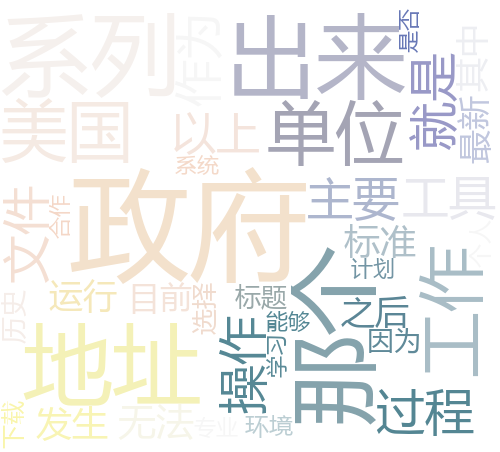 系列
作为
出来
是否
其中
美国
以上
单位
就是
最新
系统
文件
合作
政府
主要
工具
个人
标准
计划
历史
运行
目前
选择
标题
能够
那个
之后
工作
因为
地址
操作
学习
过程
下载
发生
无法
专业
环境